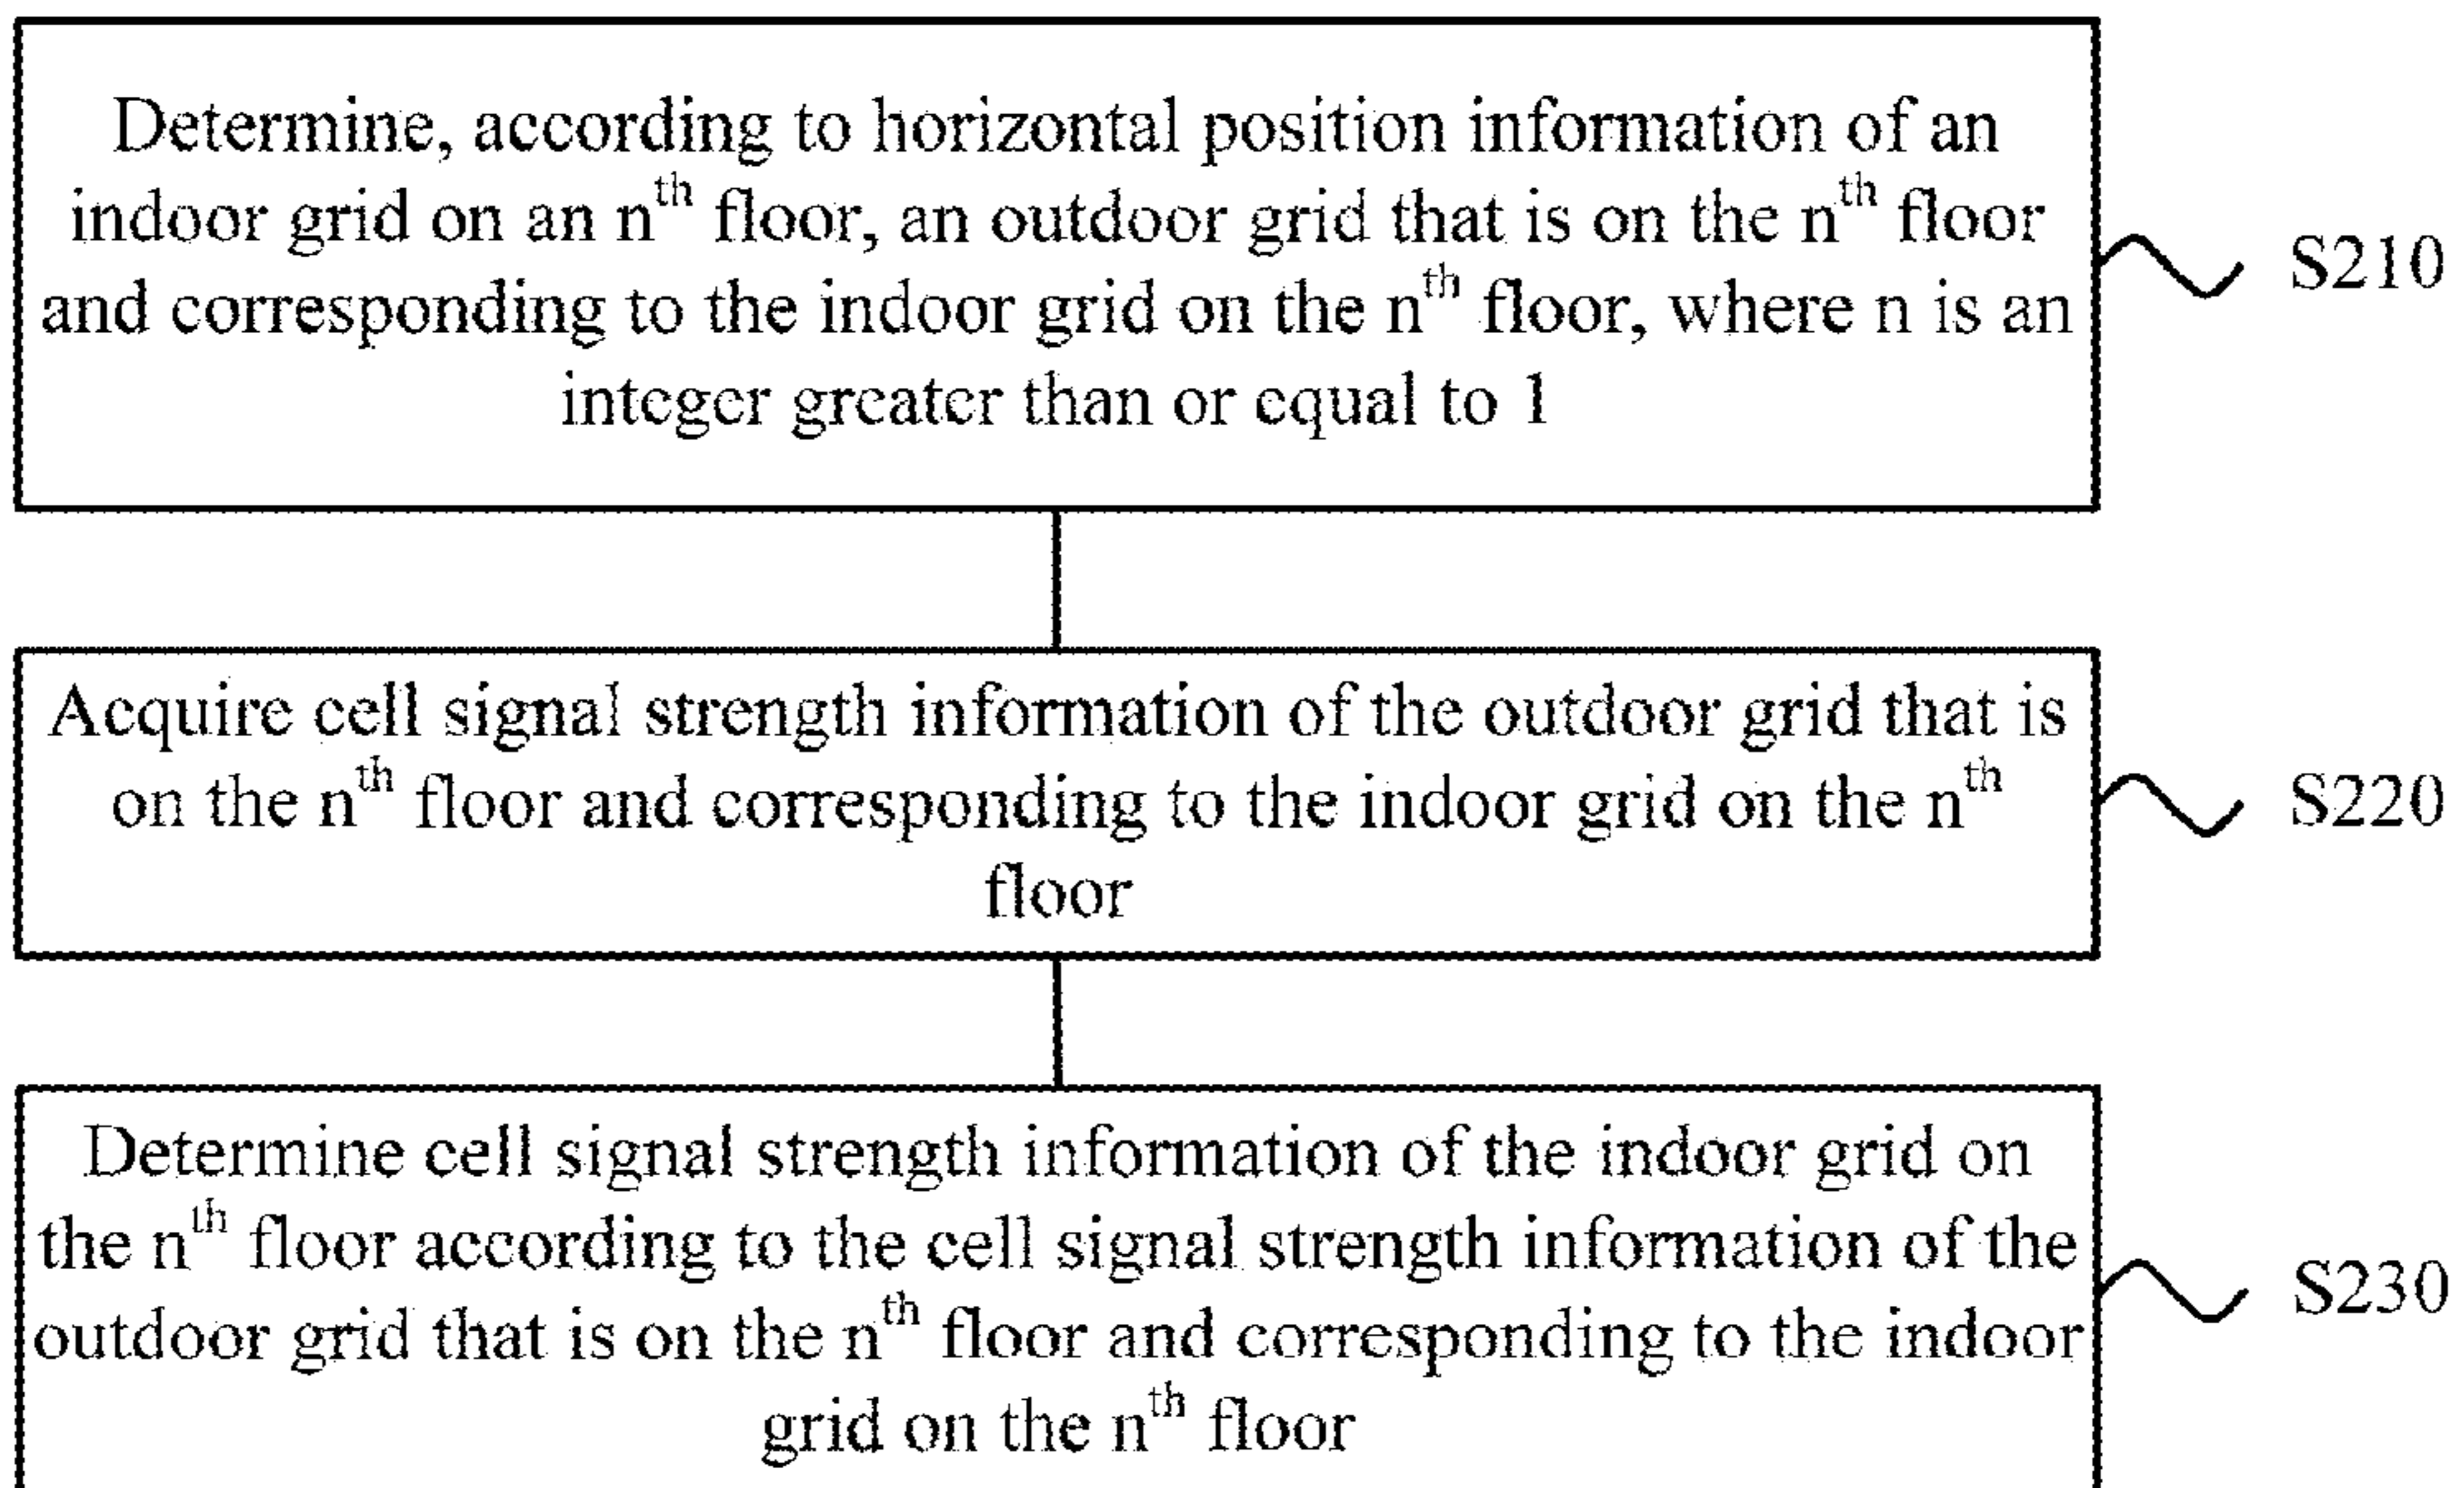 Determine, according to horizontal position information of an
indoor grid on an nth floor, an outdoor grid that is on the nth floor
and corresponding to the indoor grid on the nth floor, where n is an
integer greater than or equal to 1
S210
Acquire cell signal strength information of the outdoor grid that is
on the nth floor and corresponding to the indoor grid on the nth
floor
S220
Determine cell signal strength information of the indoor grid on
the nth floor according to the cell signal strength information of the
outdoor grid that is on the nth floor and corresponding to the indoor
grid on the nth floor
S230